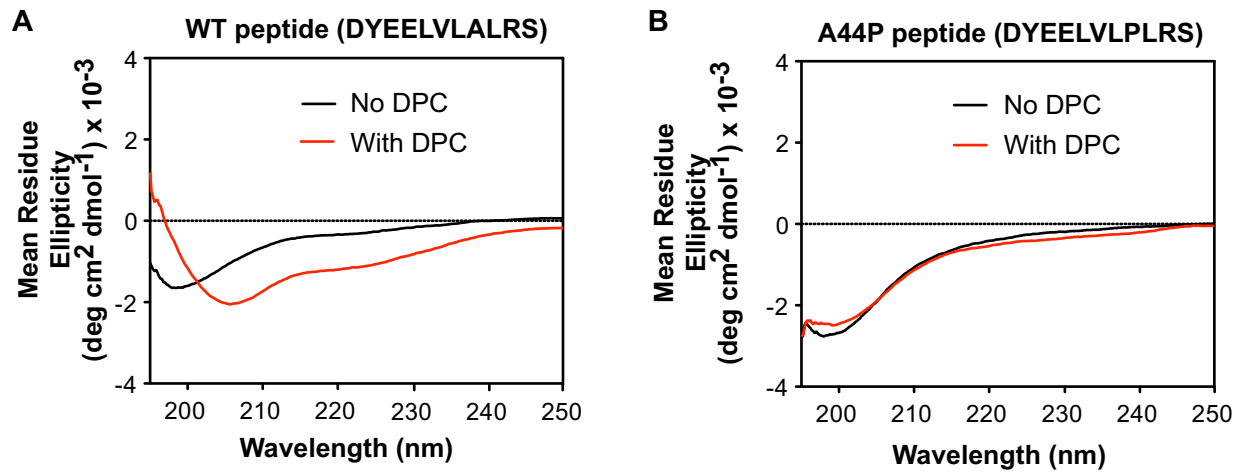 A
WT peptide (DYEELVLALRS)
Mean Residue
Ellipticity
(deg cm2 dmol-1) x 10-3
4
2
0
-2
-4
No DPC
With DPC
200 210 220 230 240 250
Wavelength (nm)
B
A44P peptide (DYEELVLPLRS)
Mean Residue
Ellipticity
(deg cm2 dmol-1) x 10-3
4
2
0
-2
-4
No DPC
With DPC
200 210 220 230 240 250
Wavelength (nm)